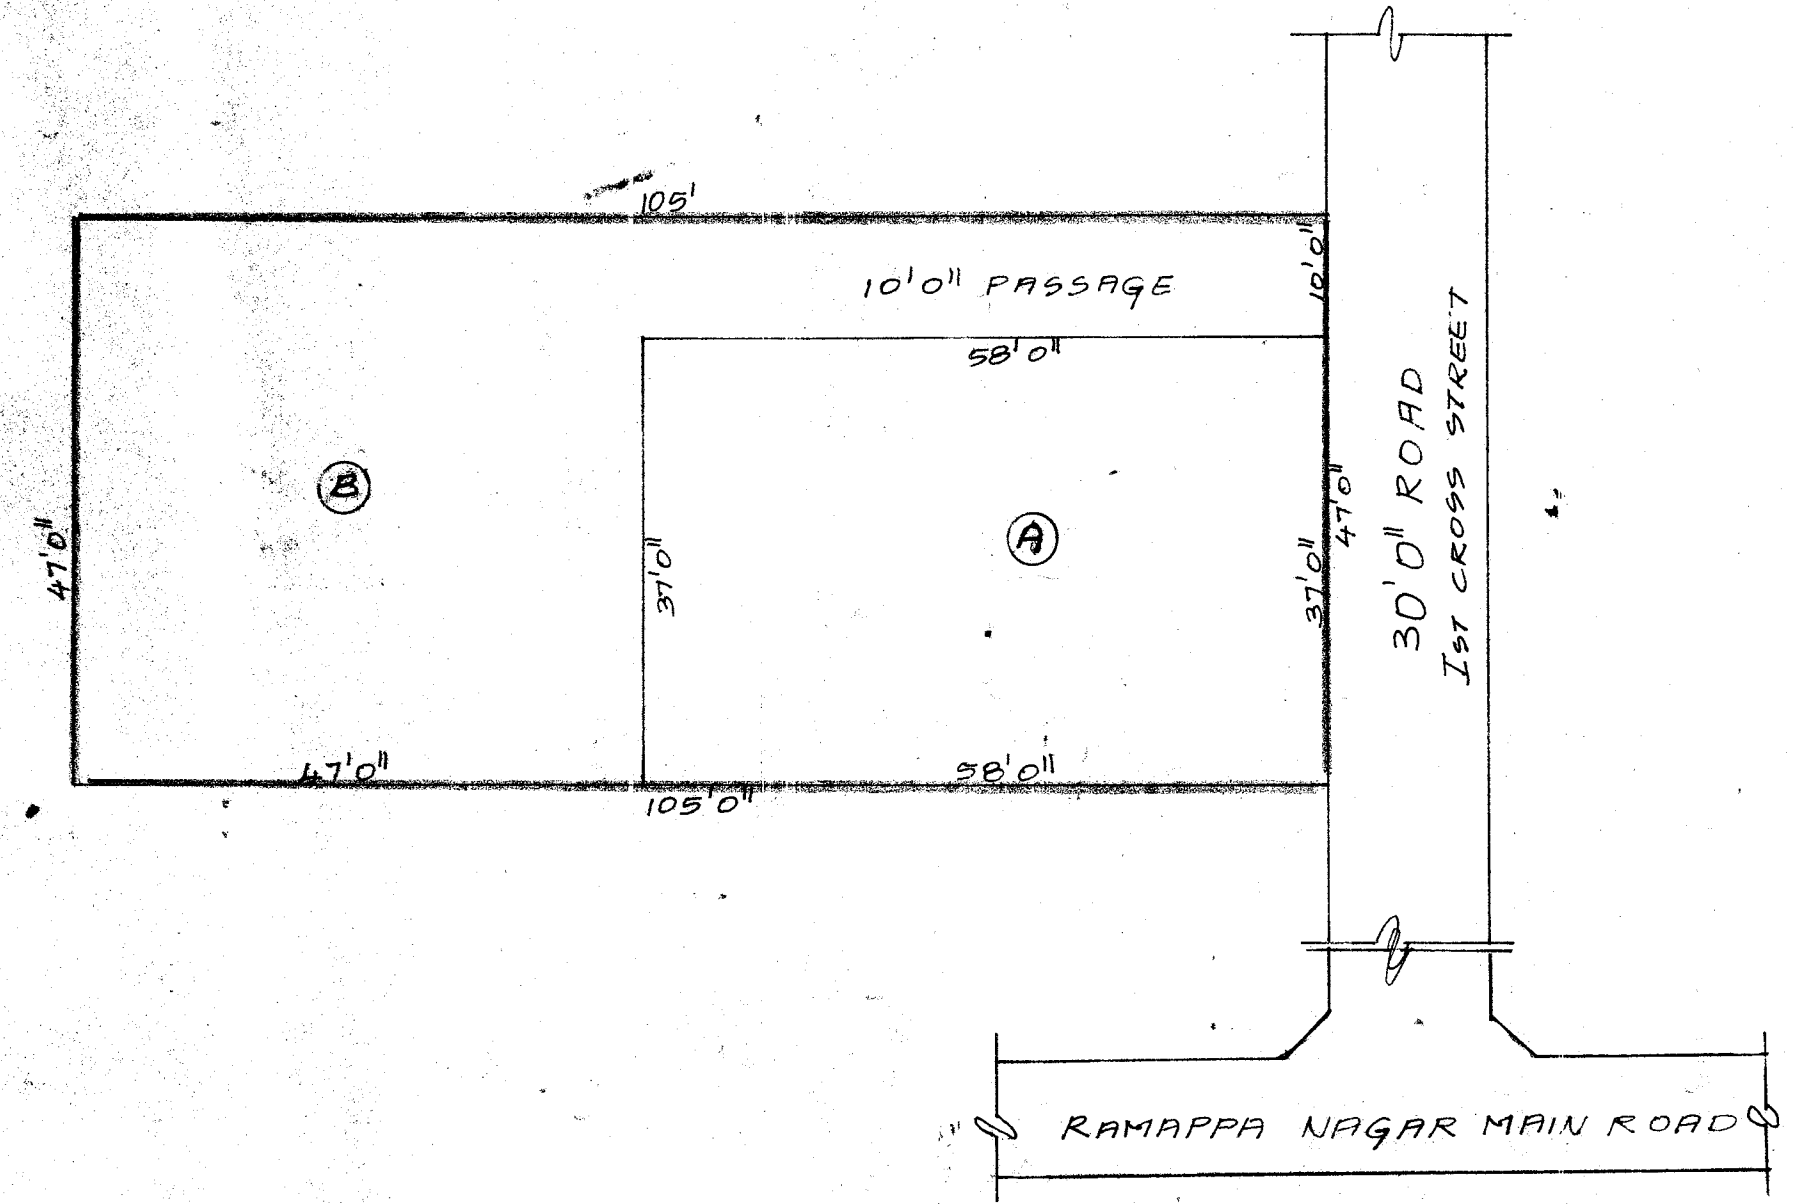 105'
10'0" PASSAGE
10'0"
58'0"
B
A
47'0"
37'0"
37'0"
47'0"
30'0" ROAD
IST CROSS STREET
47'0"
58'0"
105'0"
RAMAPPA NAGAR MAIN ROAD